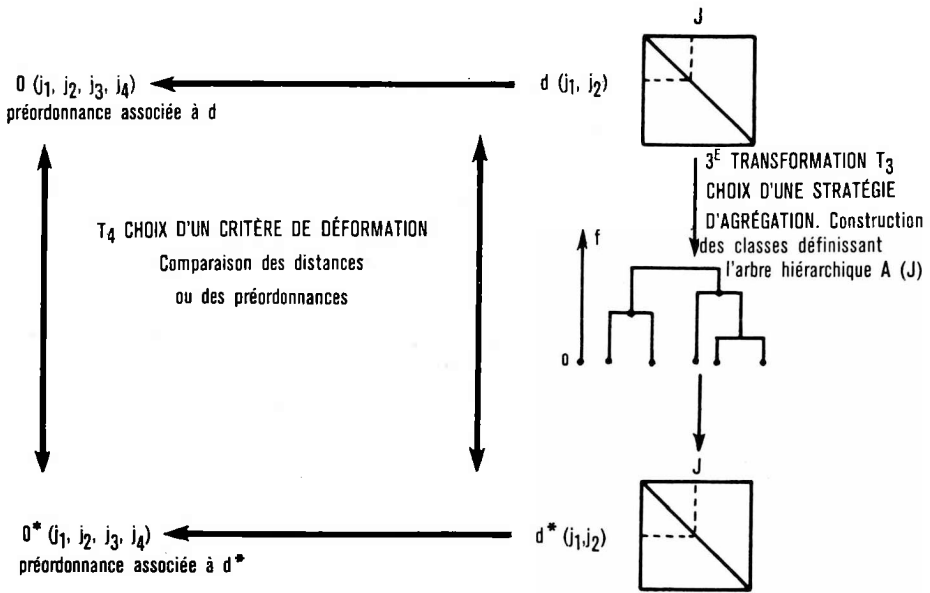 J
O (j₁, j₂, j₃, j₄)
préordonnance associée à d
d (j₁, j₂)
3ᴱ TRANSFORMATION T₃
CHOIX D'UNE STRATÉGIE
D'AGRÉGATION. Construction
des classes définissant
l'arbre hiérarchique A (J)
T₄ CHOIX D'UN CRITÈRE DE DÉFORMATION
Comparaison des distances
ou des préordonnances
f
0
J
O* (j₁, j₂, j₃, j₄)
préordonnance associée à d*
d* (j₁,j₂)